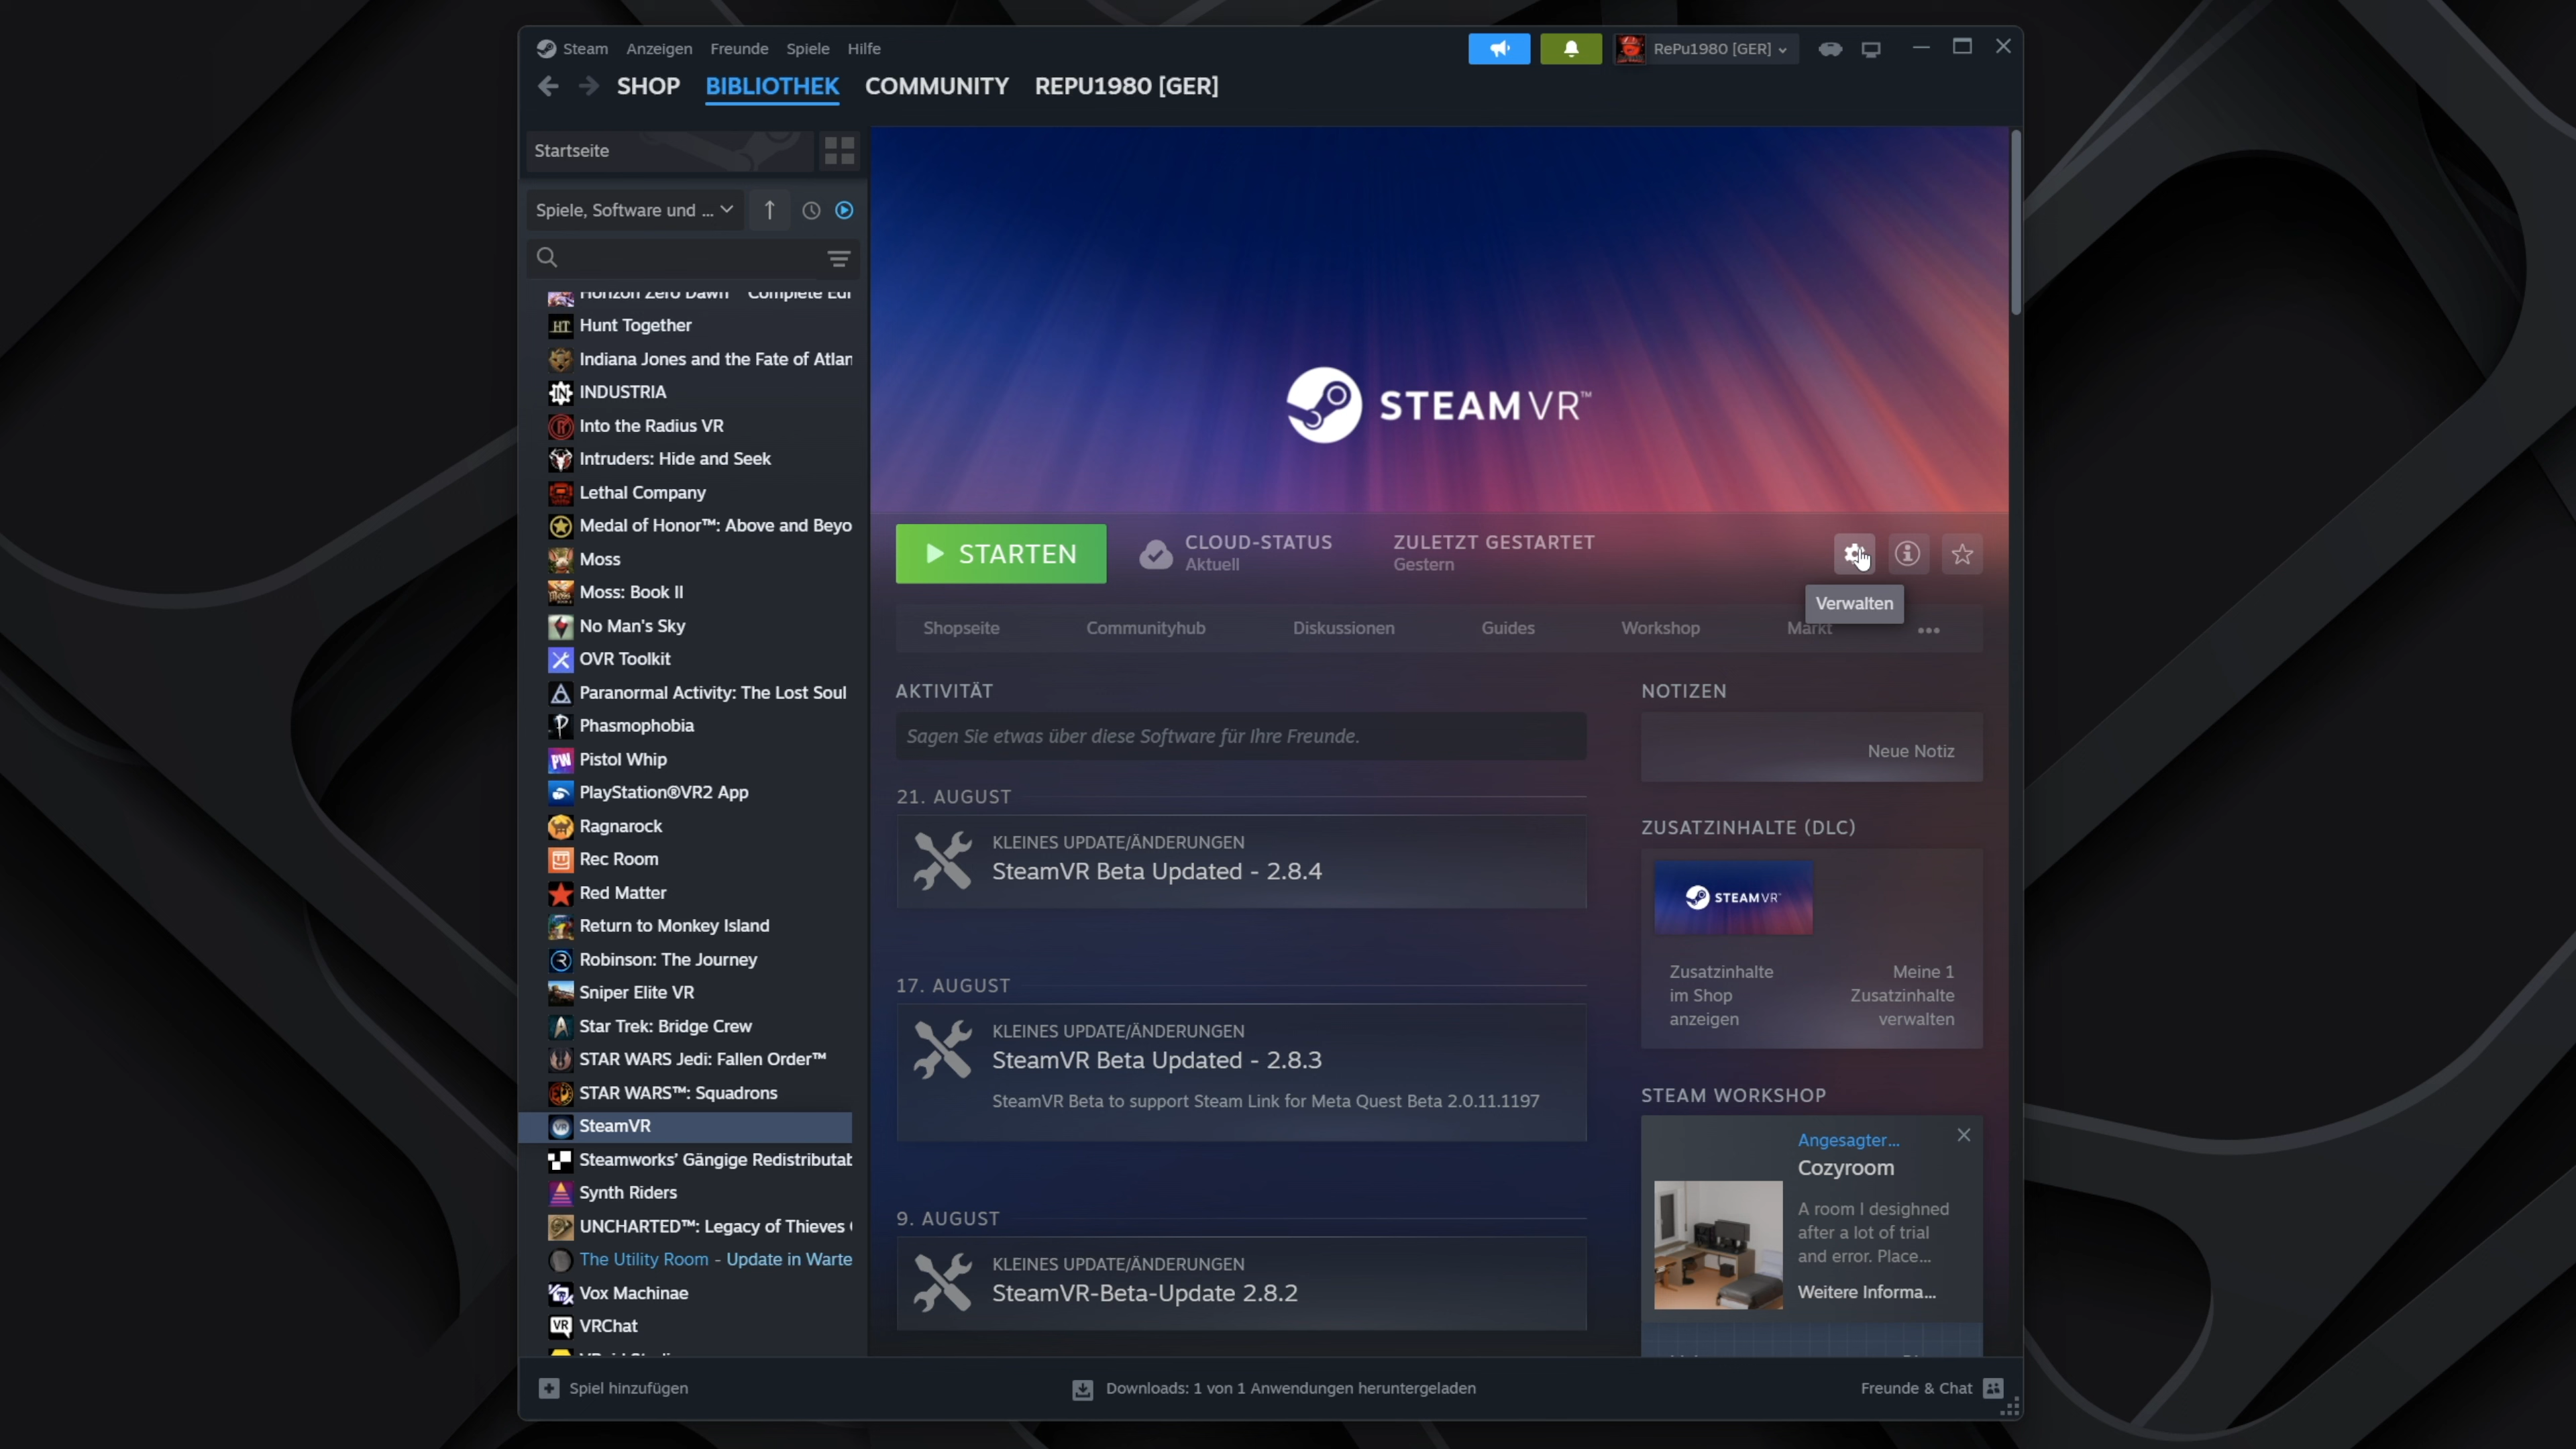 Steam Anzeigen Freunde Spiele Hilfe
RePu1980 [GER]
SHOP BIBLIOTHEK COMMUNITY REPU1980 [GER]
Startseite
Spiele, Software und ...
Horizon Zero Dawn Complete Edi
Hunt Together
Indiana Jones and the Fate of Atlan
INDUSTRIA
Into the Radius VR
Intruders: Hide and Seek
Lethal Company
Medal of Honor™: Above and Beyo
Moss
Moss: Book II
No Man's Sky
OVR Toolkit
Paranormal Activity: The Lost Soul
Phasmophobia
Pistol Whip
PlayStation®VR2 App
Ragnarock
Rec Room
Red Matter
Return to Monkey Island
Robinson: The Journey
Sniper Elite VR
Star Trek: Bridge Crew
STAR WARS Jedi: Fallen Order™
STAR WARS™: Squadrons
SteamVR
Steamworks’ Gängige Redistributab
Synth Riders
UNCHARTED™: Legacy of Thieves
The Utility Room - Update in Warte
Vox Machinae
VRChat
STEAMVR™
STARTEN
CLOUD-STATUS
Aktuell
ZULETZT GESTARTET
Gestern
Verwalten
Shopseite Communityhub Diskussionen Guides Workshop Markt •••
AKTIVITÄT
Sagen Sie etwas über diese Software für Ihre Freunde.
21. AUGUST
KLEINES UPDATE/ÄNDERUNGEN
SteamVR Beta Updated - 2.8.4
17. AUGUST
KLEINES UPDATE/ÄNDERUNGEN
SteamVR Beta Updated - 2.8.3
SteamVR Beta to support Steam Link for Meta Quest Beta 2.0.11.1197
9. AUGUST
KLEINES UPDATE/ÄNDERUNGEN
SteamVR-Beta-Update 2.8.2
NOTIZEN
Neue Notiz
ZUSATZINHALTE (DLC)
STEAMVR
Zusatzinhalte
im Shop
anzeigen
Meine 1
Zusatzinhalte
verwalten
STEAM WORKSHOP
Angesagter...
Cozyroom
A room I desighned
after a lot of trial
and error. Place...
Weitere Informa...
Spiel hinzufügen
Downloads: 1 von 1 Anwendungen heruntergeladen
Freunde & Chat